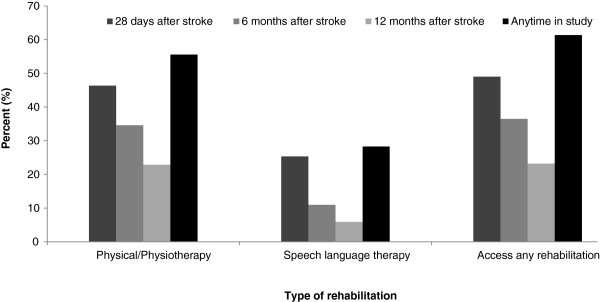 28 days after stroke 6 months after stroke 12 months after stroke Anytime in study
70
60
50
40
30
20
10
0
Percent (%)
Physical/Physiotherapy Speech language therapy Access any rehabilitation
Type of rehabilitation